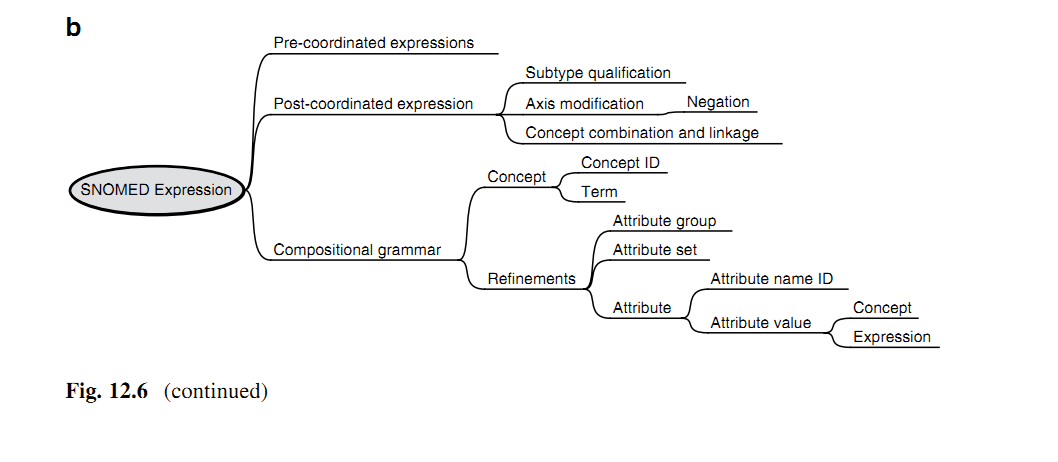 b
Pre-coordinated expressions
Subtype qualification
Post-coordinated expression
Axis modification
Negation
Concept combination and linkage
SNOMED Expression
Concept
Concept ID
Term
Compositional grammar
Attribute group
Attribute set
Refinements
Attribute name ID
Attribute
Attribute value
Concept
Expression
Fig. 12.6 (continued)